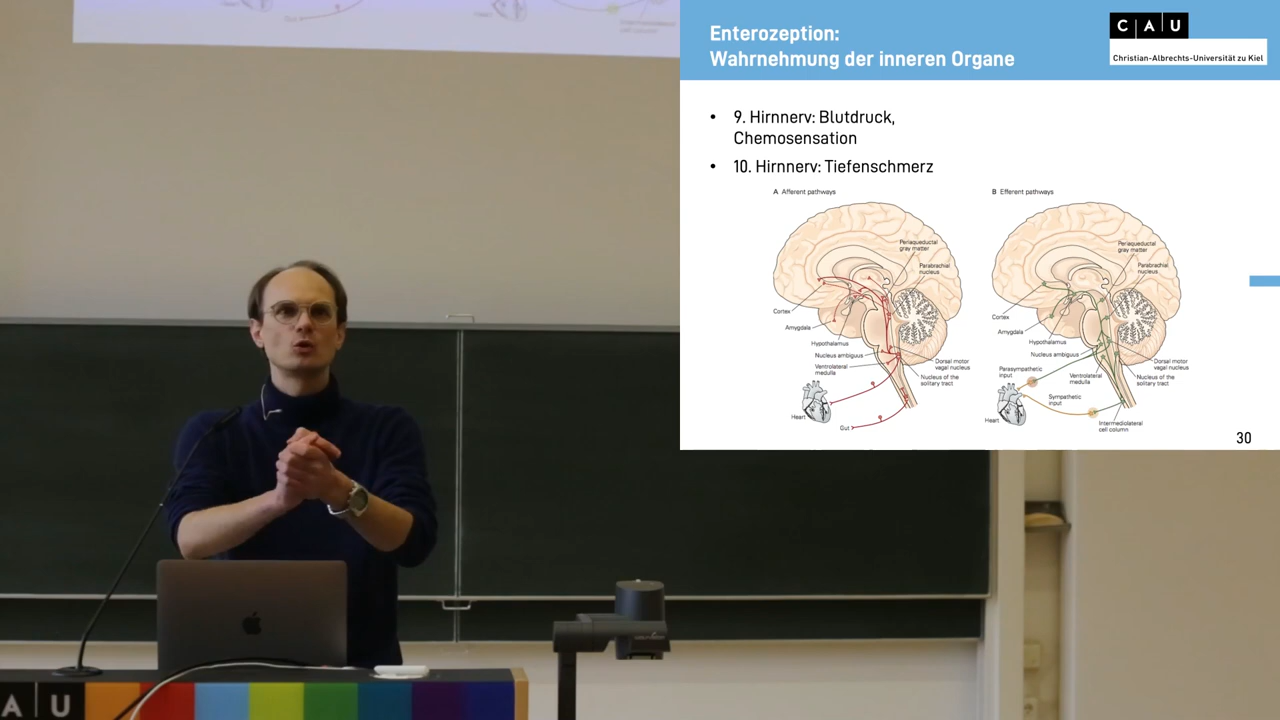 Enterozeption:
Wahrnehmung der inneren Organe
C A U
Christian-Albrechts-Universität zu Kiel
• 9. Hirnnerv: Blutdruck,
Chemosensation
• 10. Hirnnerv: Tiefenschmerz
A Afferent pathways
Periaqueductal
gray matter
Parabrachial
nucleus
Cortex
Amygdala
Hypothalamus
Nucleus ambiguus
Ventrolateral
medulla
Dorsal motor
vagal nucleus
Nucleus of the
solitary tract
Heart
Gut
B Efferent pathways
Periaqueductal
gray matter
Parabrachial
nucleus
Cortex
Amygdala
Hypothalamus
Nucleus ambiguus
Parasympathetic
input
Ventrolateral
medulla
Dorsal motor
vagal nucleus
Nucleus of the
solitary tract
Sympathetic
input
Heart
Intermediolateral
cell column
30
A U